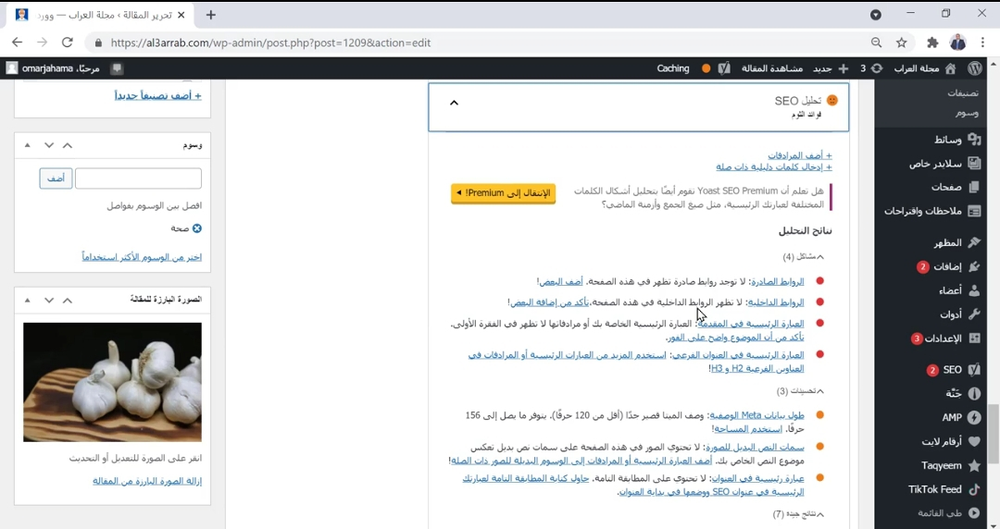 تحرير المقالة ‹ مجلة العراب — وورد
https://al3arrab.com/wp-admin/post.php?post=1209&action=edit
مجلة العراب
3
جديد
مشاهدة المقالة
Caching
مرحبًا، omarjahama
تصنيفات
وسوم
وسائط
سلايدر خاص
صفحات
ملاحظات واقتراحات
المظهر
إضافات 2
أعضاء
أدوات
الإعدادات 3
SEO 2
جَنَّة
AMP
أرقام لايت
Taqyeem
TikTok Feed
طي القائمة
تحليل SEO
فوائد الثوم
+ أضف المرادفات
+ إدخال كلمات دليلية ذات صلة
هل تعلم أن Yoast SEO Premium تقوم أيضًا بتحليل أشكال الكلمات
المختلفة لعبارتك الرئيسية، مثل صيغ الجمع وأزمنة الماضي؟
الإنتقال إلى Premium!
نتائج التحليل
مشاكل (4)
الروابط الصادرة: لا توجد روابط صادرة تظهر في هذه الصفحة. أضف البعض!
الروابط الداخلية: لا تظهر الروابط الداخلية في هذه الصفحة،تأكد من إضافة البعض!
العبارة الرئيسية في المقدمة: العبارة الرئيسية الخاصة بك أو مرادفاتها لا تظهر في الفقرة الأولى.
تأكد من أن الموضوع واضح على الفور.
العبارة الرئيسية في العنوان الفرعي: إستخدم المزيد من العبارات الرئيسية أو المرادفات في
العناوين الفرعية H2 و H3!
تحسينات (3)
طول بيانات Meta الوصفية: وصف الميتا قصير جدًا (أقل من 120 حرفًا). يتوفر ما يصل إلى 156
حرفًا. استخدم المساحة!
سمات النص البديل للصورة: لا تحتوي الصور في هذه الصفحة على سمات نص بديل تعكس
موضوع النص الخاص بك. أضف العبارة الرئيسية أو المرادفات إلى الوسوم البديلة للصور ذات الصلة!
عبارة رئيسية في العنوان: لا تحتوي على المطابقة التامة. حاول كتابة المطابقة التامة لعبارتك
الرئيسية في عنوان SEO ووضعها في بداية العنوان.
نتائج جيدة (7)
+ أضف تصنيفاً جديداً
وسوم
أضف
افصل بين الوسوم بفواصل
صحة
اختر من الوسوم الأكثر استخداماً
الصورة البارزة للمقالة
انقر على الصورة للتعديل أو التحديث
إزالة الصورة البارزة من المقالة